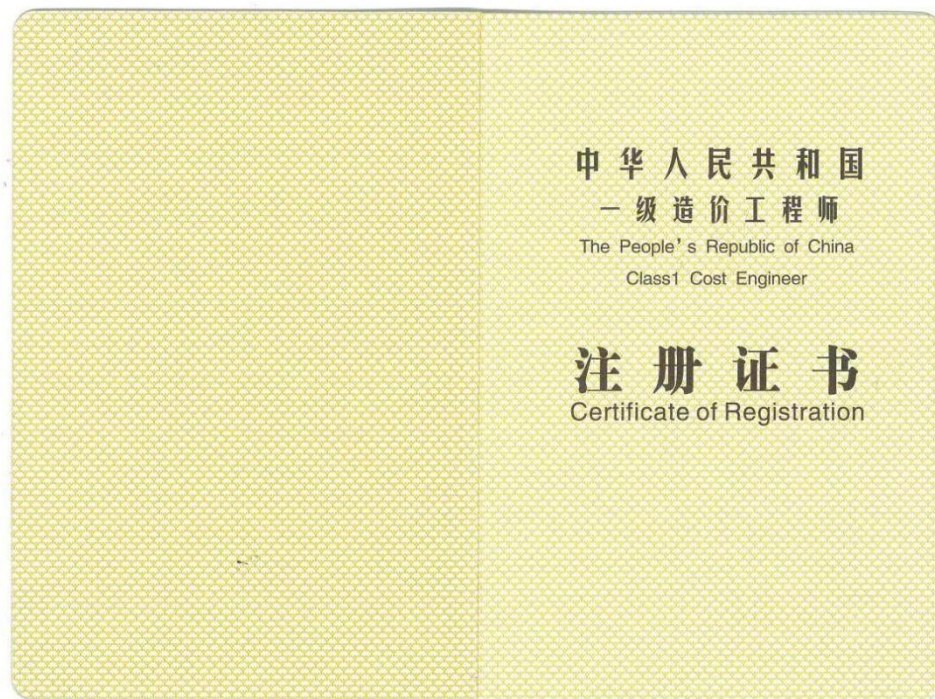 中华人民共和国
一级造价工程师
The People's Republic of China
Class1 Cost Engineer
注册证书
Certificate of Registration